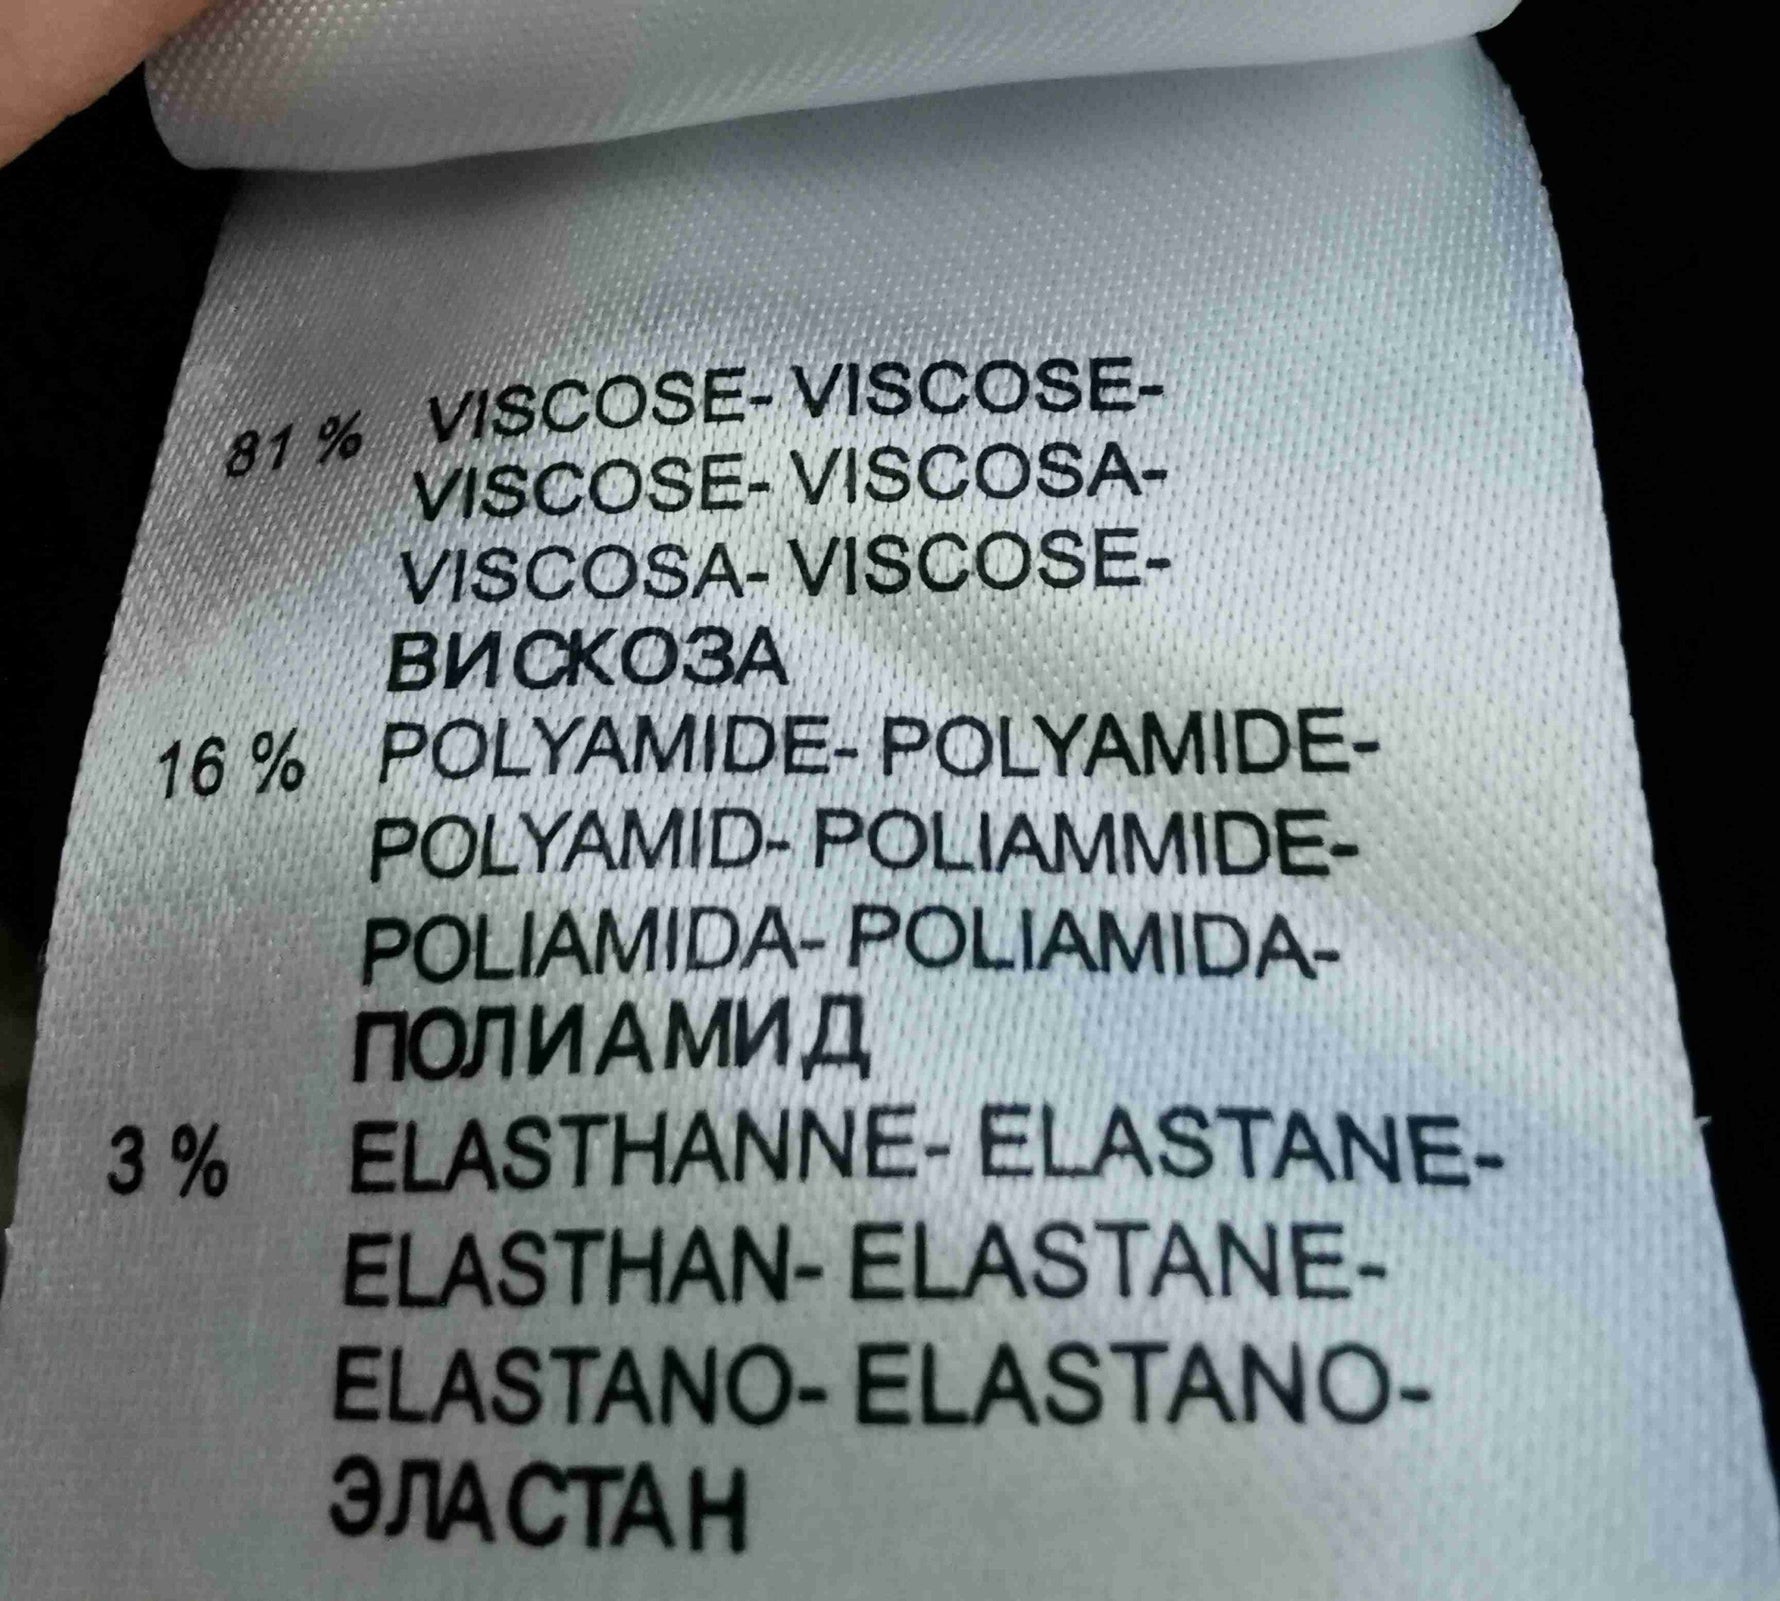 81 % VISCOSE- VISCOSE-
VISCOSE- VISCOSA-
VISCOSA- VISCOSE-
ВИСКОЗА
16 % POLYAMIDE- POLYAMIDE-
POLYAMID- POLIAMMIDE-
POLIAMIDA- POLIAMIDA-
ПОЛИАМИД
3 % ELASTHANNE- ELASTANE-
ELASTHAN- ELASTANE-
ELASTANO- ELASTANO-
ЭЛАСТАН